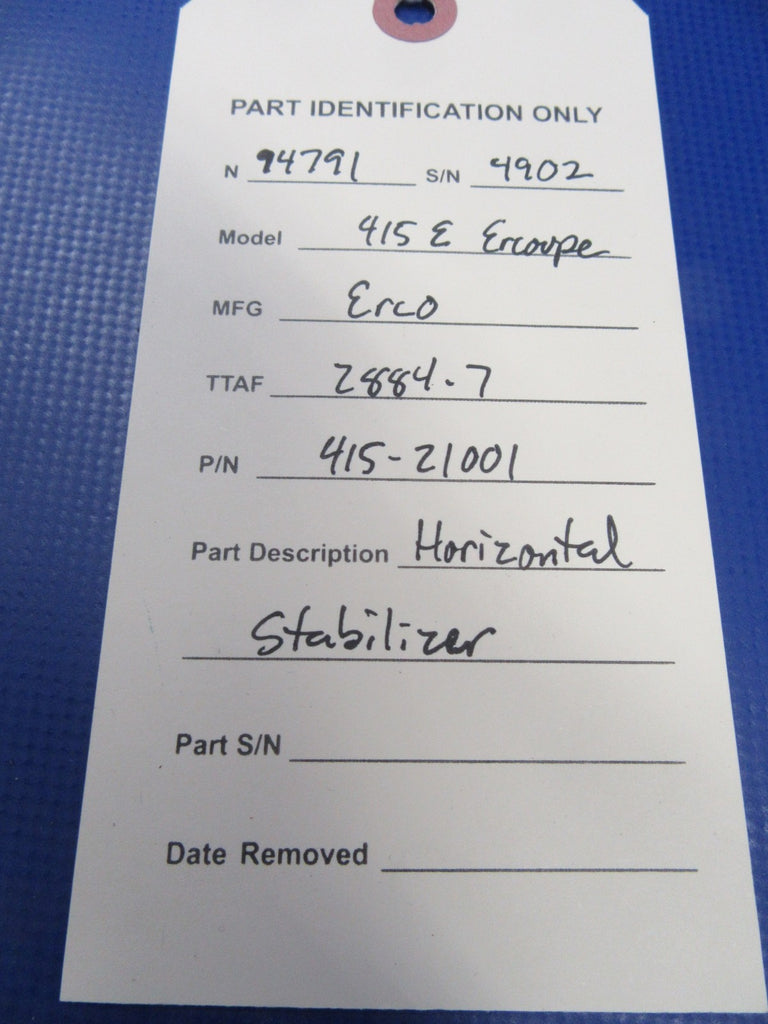 PART IDENTIFICATION ONLY
N 94791 S/N 4902
Model 415 E Ercoupe
MFG Erco
TTAF 2884.7
P/N 415-21001
Part Description Horizontal
Stabilizer
Part S/N
Date Removed